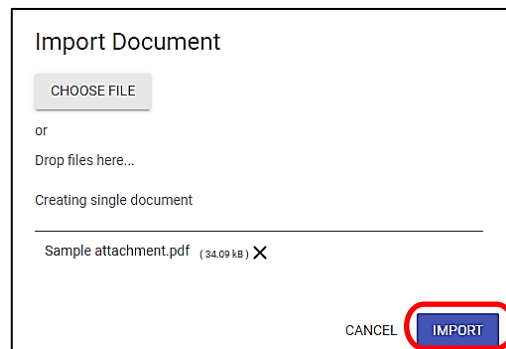 Import Document
CHOOSE FILE
or
Drop files here...
Creating single document
Sample attachment.pdf (34.09 kB) X
CANCEL IMPORT